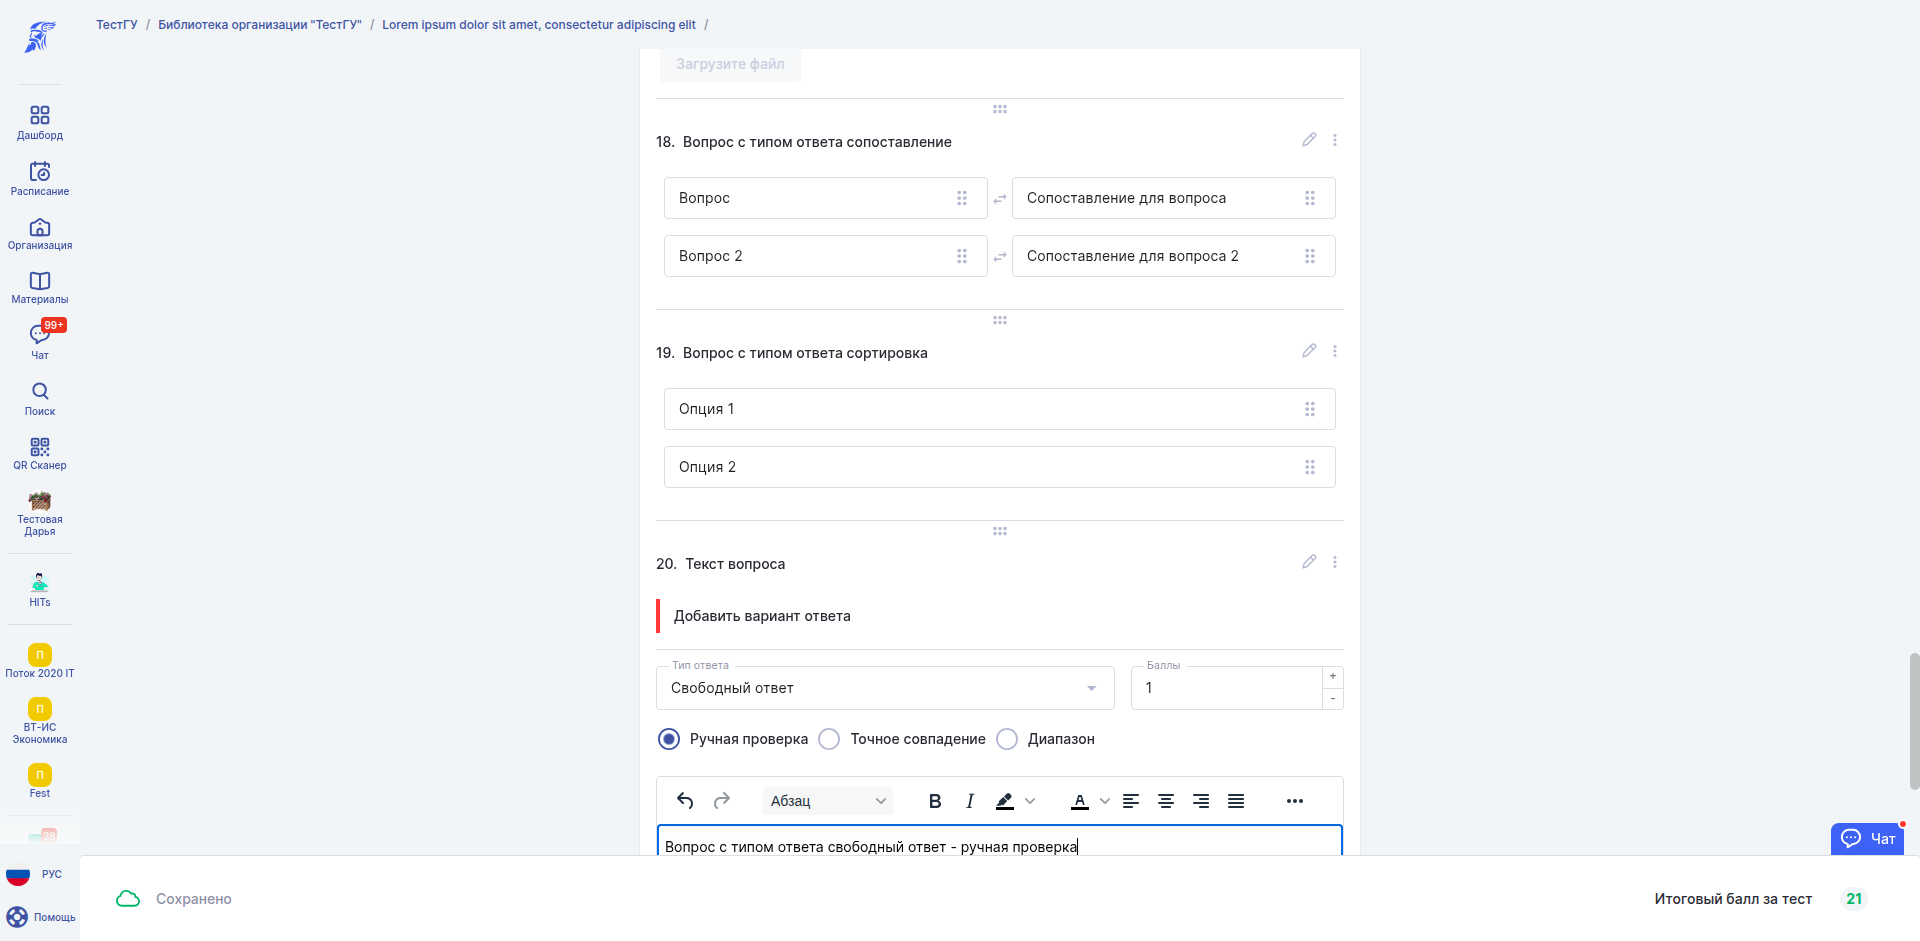 ТестГУ / Библиотека организации "ТестГУ" / Lorem ipsum dolor sit amet, consectetur adipiscing elit /
Дашборд
Расписание
Организация
Материалы
99+
Чат
Поиск
QR Сканер
Тестовая
Дарья
HITs
П
Поток 2020 IT
П
ВТ-ИС
Экономика
П
Fest
28
РУС
Помощь
Загрузите файл
18. Вопрос с типом ответа сопоставление
Вопрос
Сопоставление для вопроса
Вопрос 2
Сопоставление для вопроса 2
19. Вопрос с типом ответа сортировка
Опция 1
Опция 2
20. Текст вопроса
Добавить вариант ответа
Тип ответа
Свободный ответ
Баллы
1
+
-
Ручная проверка
Точное совпадение
Диапазон
Абзац
B I A
Вопрос с типом ответа свободный ответ - ручная проверка
Чат
Сохранено
Итоговый балл за тест 21